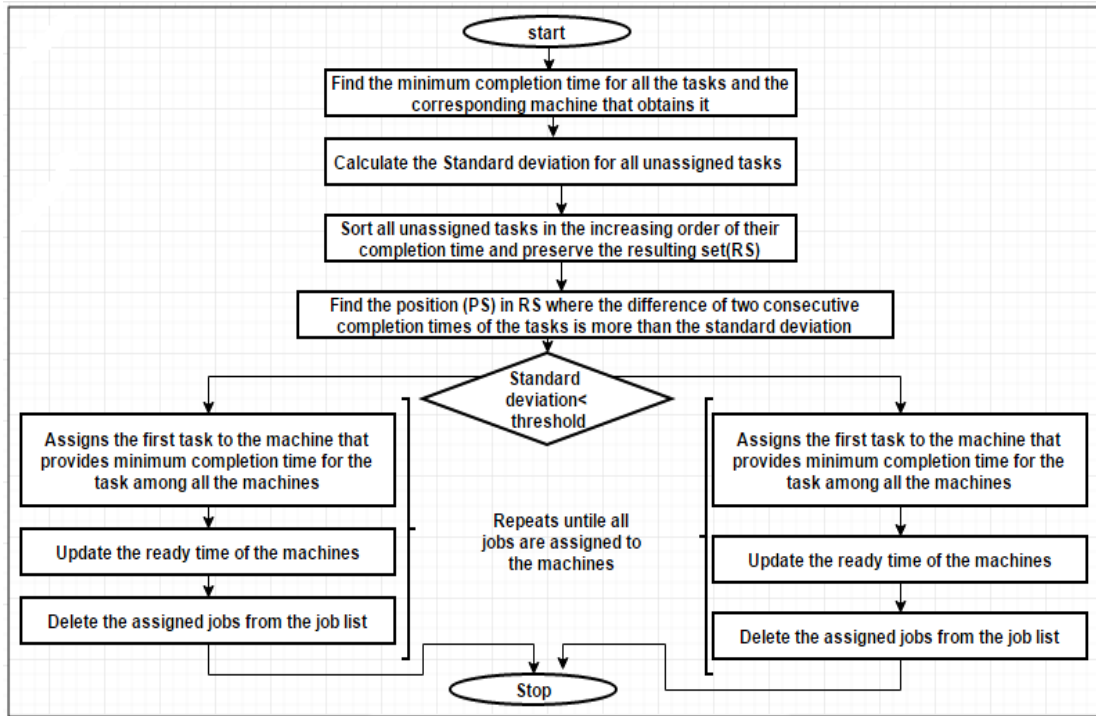 start
Find the minimum completion time for all the tasks and the
corresponding machine that obtains it
Calculate the Standard deviation for all unassigned tasks
Sort all unassigned tasks in the increasing order of their
completion time and preserve the resulting set(RS)
Find the position (PS) in RS where the difference of two consecutive
completion times of the tasks is more than the standard deviation
Standard
deviation<
threshold
Assigns the first task to the machine that
provides minimum completion time for the
task among all the machines
Update the ready time of the machines
Delete the assigned jobs from the job list
Repeats untile all
jobs are assigned to
the machines
Assigns the first task to the machine that
provides minimum completion time for the
task among all the machines
Update the ready time of the machines
Delete the assigned jobs from the job list
Stop